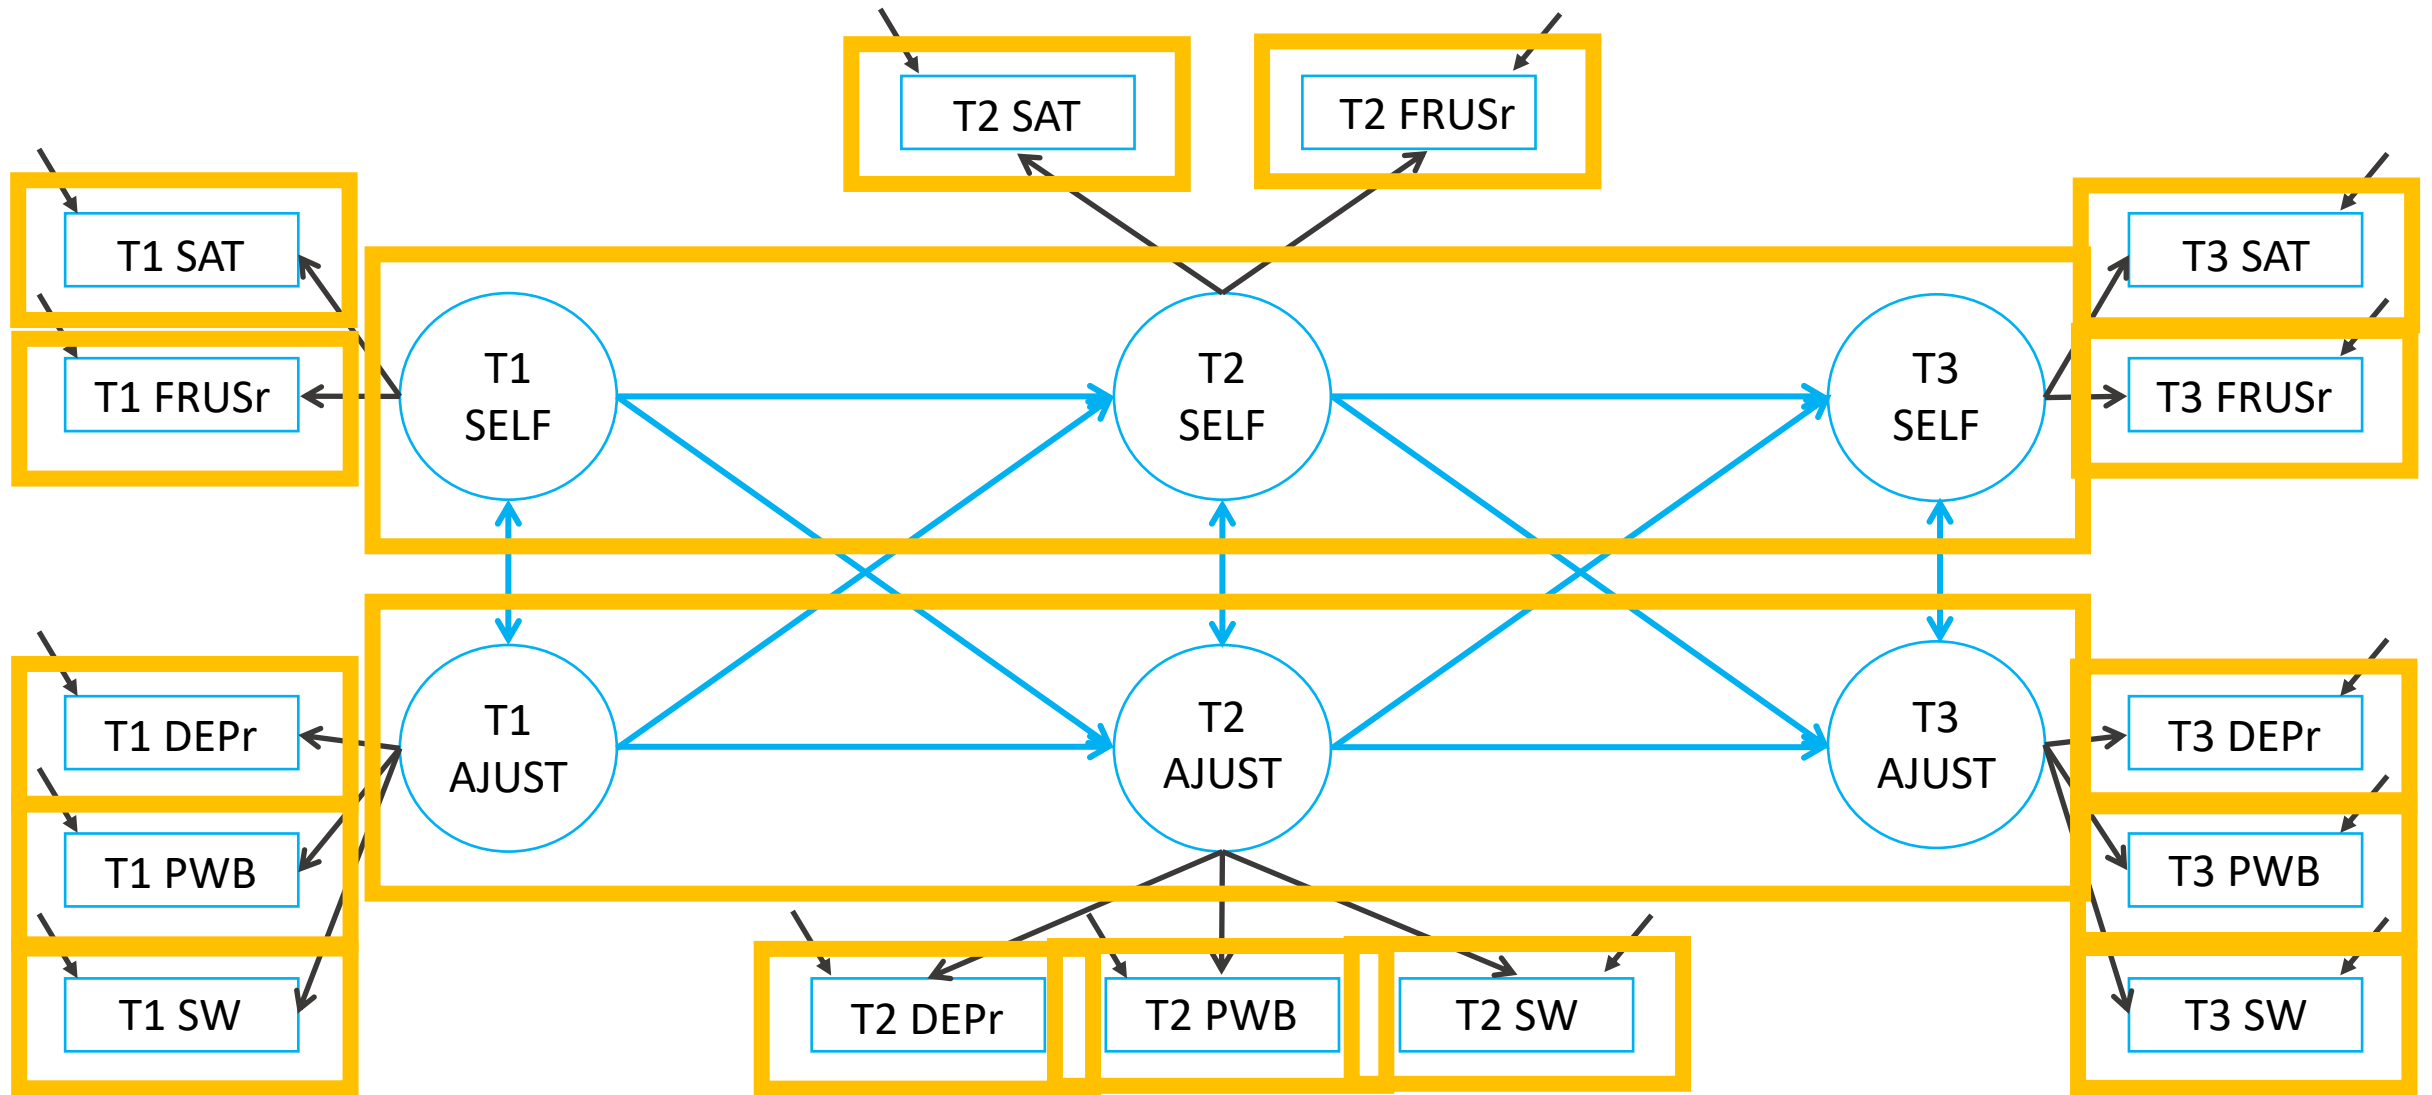 T2 SAT
T2 FRUSr
T1 SAT
T3 SAT
T1 FRUSr
T1
SELF
T2
SELF
T3
SELF
T3 FRUSr
T1 DEPr
T1
AJUST
T2
AJUST
T3
AJUST
T3 DEPr
T1 PWB
T3 PWB
T1 SW
T2 DEPr
T2 PWB
T2 SW
T3 SW